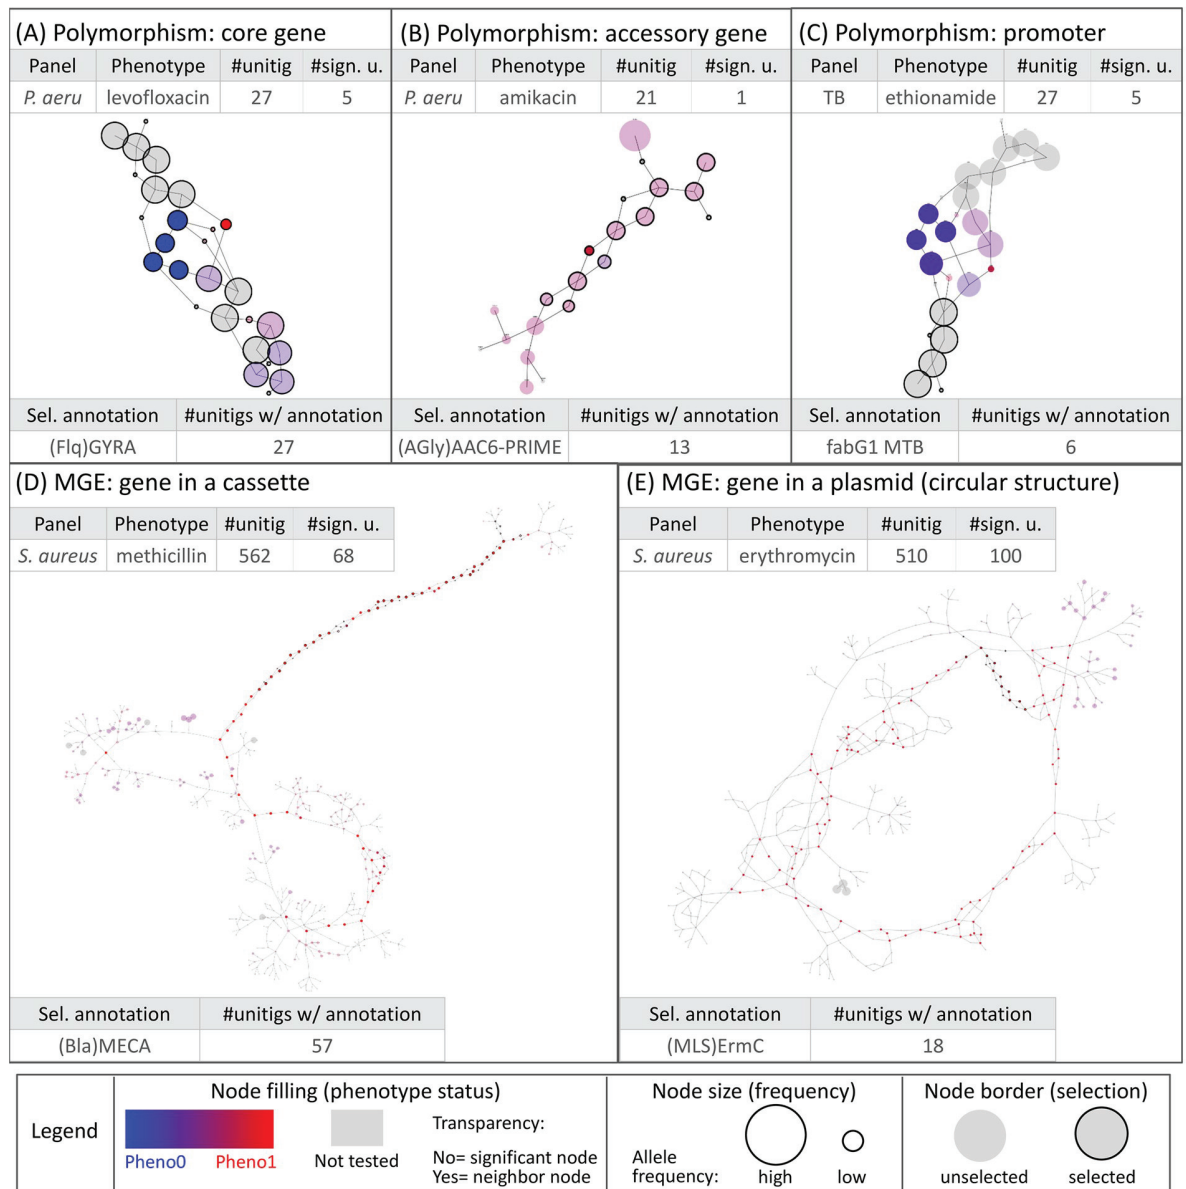 (A) Polymorphism: core gene
Panel Phenotype #unitig #sign. u.
P. aeru levofloxacin 27 5
Sel. annotation #unitigs w/ annotation
(Flq)GYRA 27
(B) Polymorphism: accessory gene
Panel Phenotype #unitig #sign. u.
P. aeru amikacin 21 1
Sel. annotation #unitigs w/ annotation
(AGly)AAC6-PRIME 13
(C) Polymorphism: promoter
Panel Phenotype #unitig #sign. u.
TB ethionamide 27 5
Sel. annotation #unitigs w/ annotation
fabG1 MTB 6
(D) MGE: gene in a cassette
Panel Phenotype #unitig #sign. u.
S. aureus methicillin 562 68
Sel. annotation #unitigs w/ annotation
(Bla)MECA 57
(E) MGE: gene in a plasmid (circular structure)
Panel Phenotype #unitig #sign. u.
S. aureus erythromycin 510 100
Sel. annotation #unitigs w/ annotation
(MLS)ErmC 18
Legend
Node filling (phenotype status)
Pheno0 Pheno1
Not tested
Transparency:
No= significant node
Yes= neighbor node
Node size (frequency)
Allele
frequency: high low
Node border (selection)
unselected selected